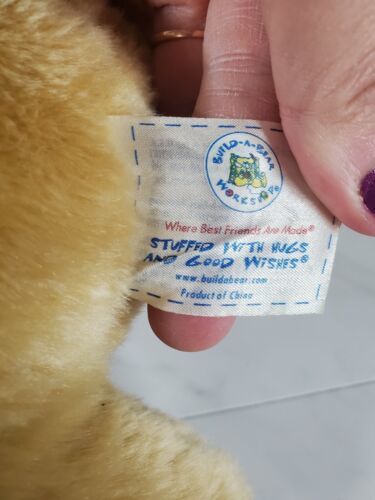 BUILD-A-BEAR
WORKSHOP®
Where Best Friends Are Made®
STUFFED WITH HUGS
AND GOOD WISHES®
www.buildabear.com
Product of China